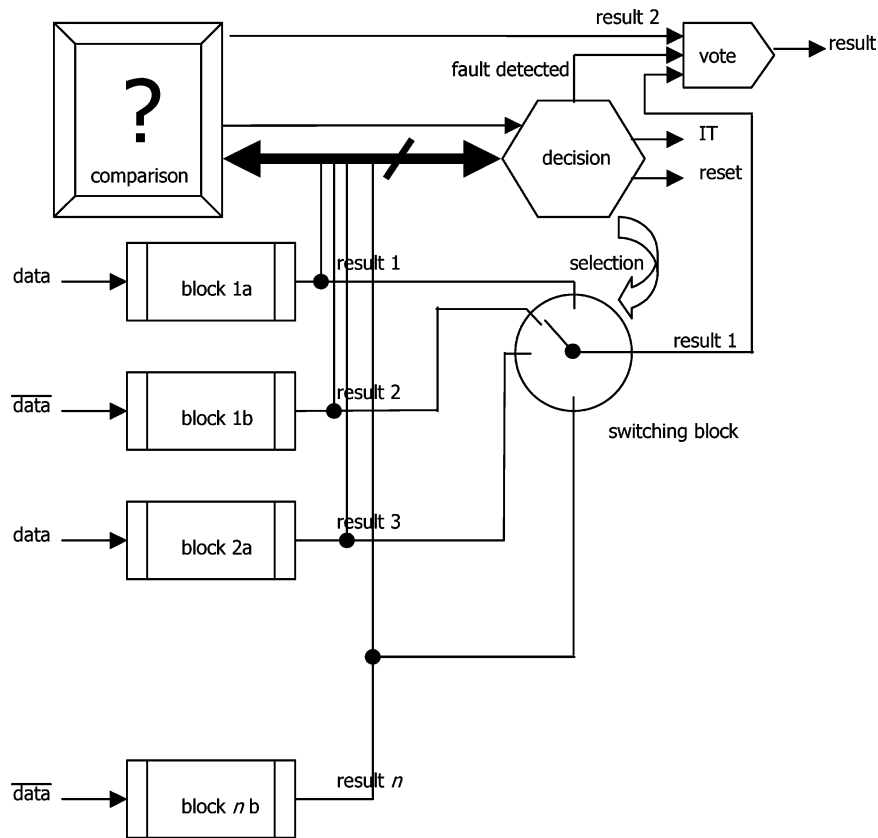 result 2
result
vote
fault detected
?
comparison
decision
IT
reset
selection
data
block 1a
result 1
result 1
data
block 1b
result 2
switching block
data
block 2a
result 3
data
block n b
result n